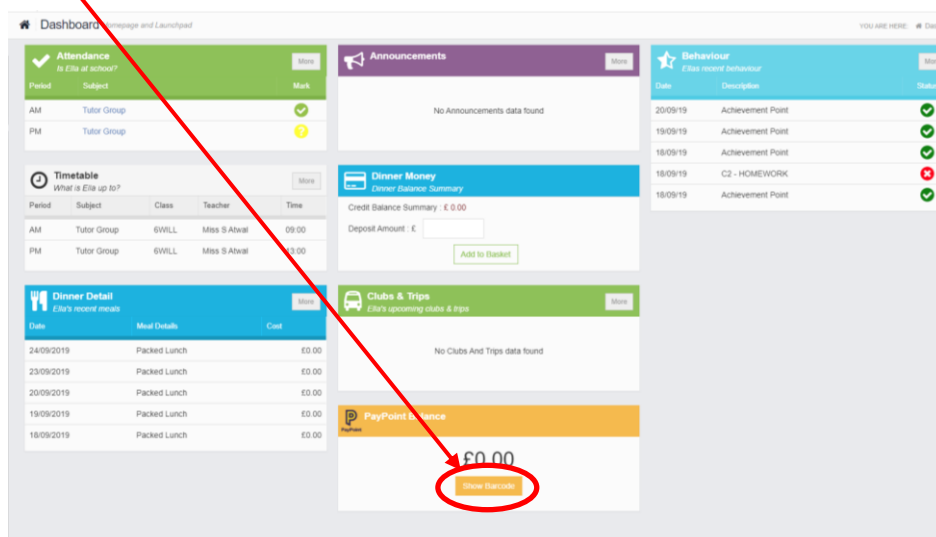 Dashboard Homepage and Launchpad
YOU ARE HERE:
Attendance
Is Ella at school?
More
Period Subject Mark
AM Tutor Group
PM Tutor Group
Timetable
What is Ella up to?
More
Period Subject Class Teacher Time
AM Tutor Group 6WILL Miss S Atwal 09:00
PM Tutor Group 6WILL Miss S Atwal 13:00
Dinner Detail
Ella's recent meals
More
Date Meal Details Cost
24/09/2019 Packed Lunch £0.00
23/09/2019 Packed Lunch £0.00
20/09/2019 Packed Lunch £0.00
19/09/2019 Packed Lunch £0.00
18/09/2019 Packed Lunch £0.00
Announcements
More
No Announcements data found
Dinner Money
Dinner Balance Summary
Credit Balance Summary : £ 0.00
Deposit Amount : £
Add to Basket
Clubs & Trips
Ella's upcoming clubs & trips
More
No Clubs And Trips data found
PayPoint Balance
PayPoint
£0.00
Show Barcode
Behaviour
Ellas recent behaviour
Date Description Status
20/09/19 Achievement Point
19/09/19 Achievement Point
18/09/19 Achievement Point
18/09/19 C2 - HOMEWORK
18/09/19 Achievement Point